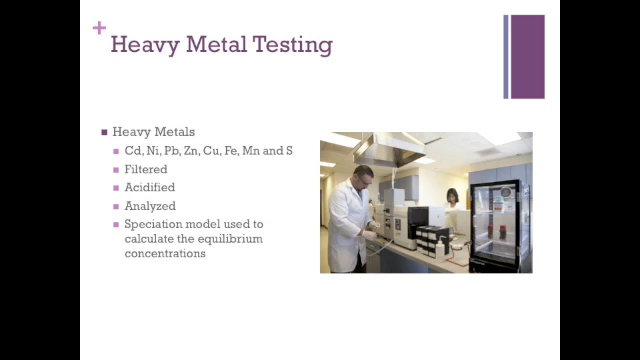 +
Heavy Metal Testing
Heavy Metals
Cd, Ni, Pb, Zn, Cu, Fe, Mn and S
Filtered
Acidified
Analyzed
Speciation model used to
calculate the equilibrium
concentrations